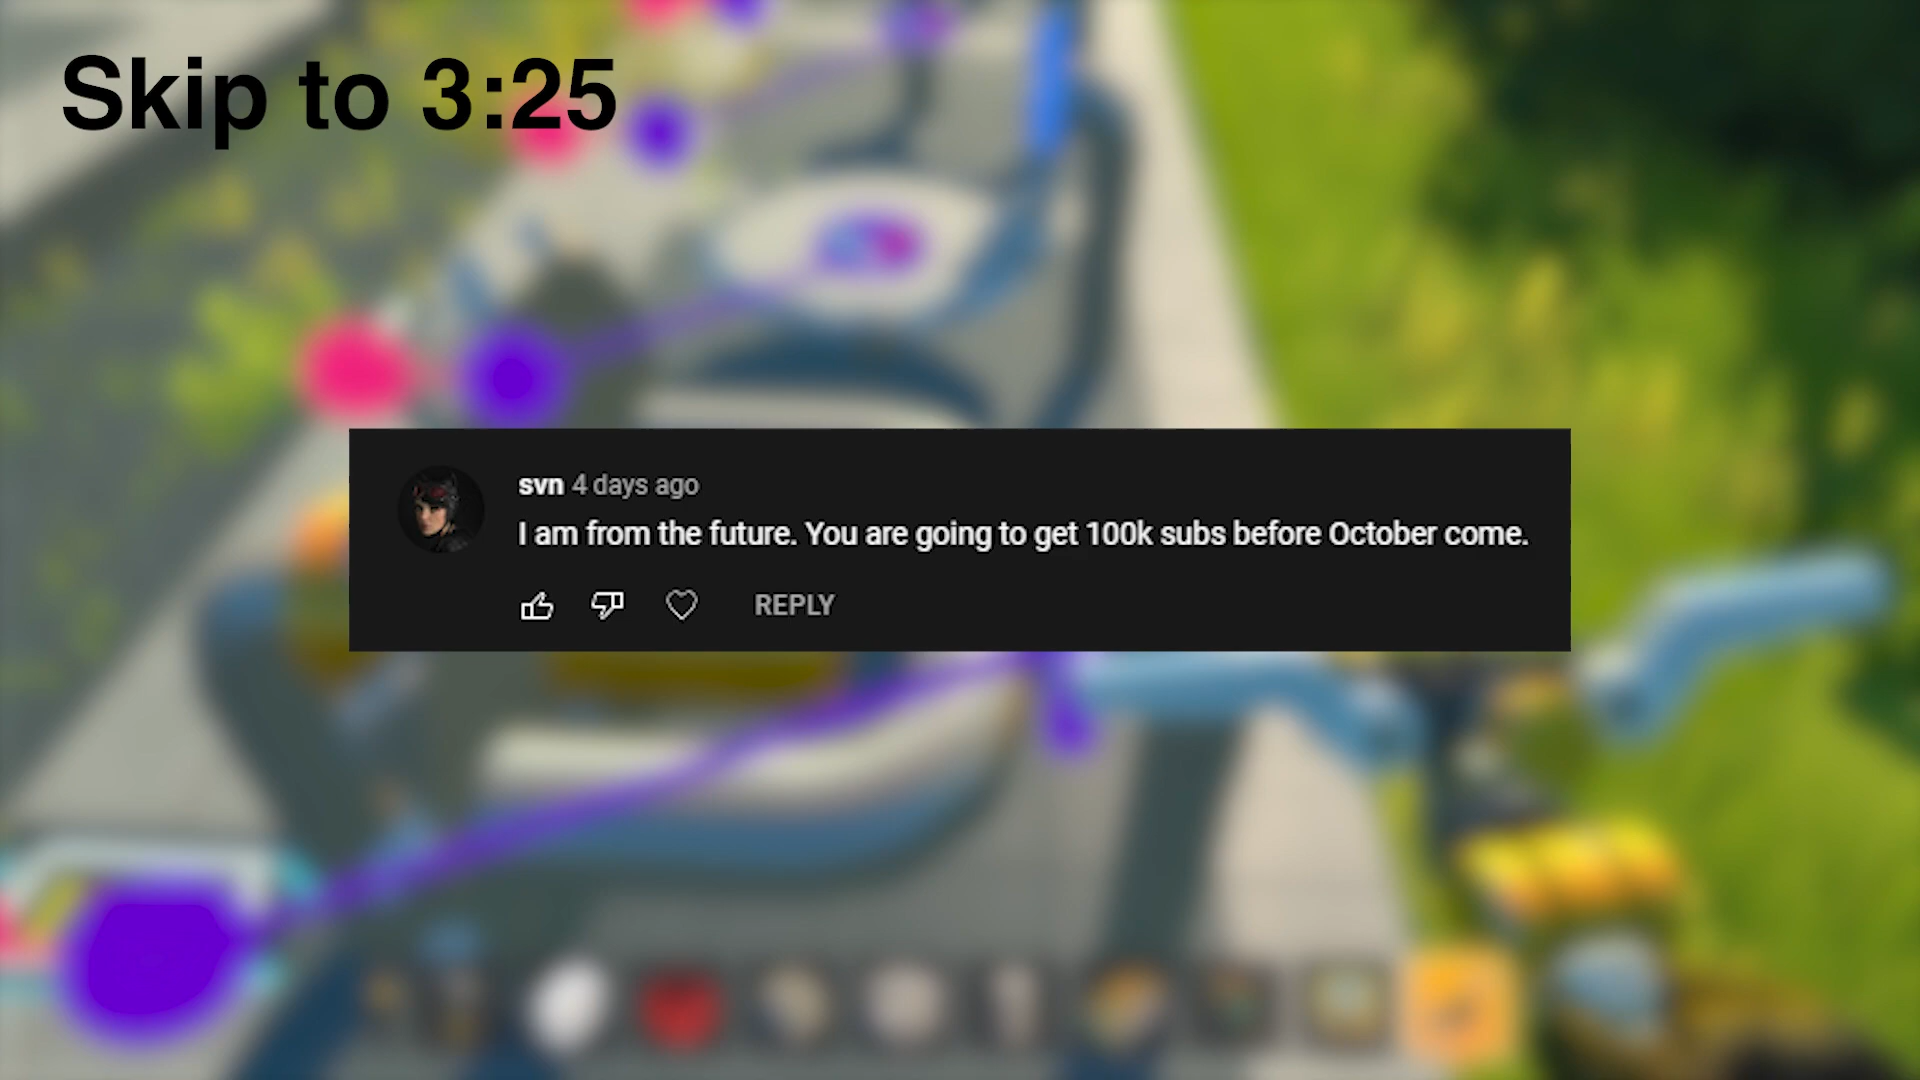 Skip to 3:25
svn 4 days ago
I am from the future. You are going to get 100k subs before October come.
REPLY